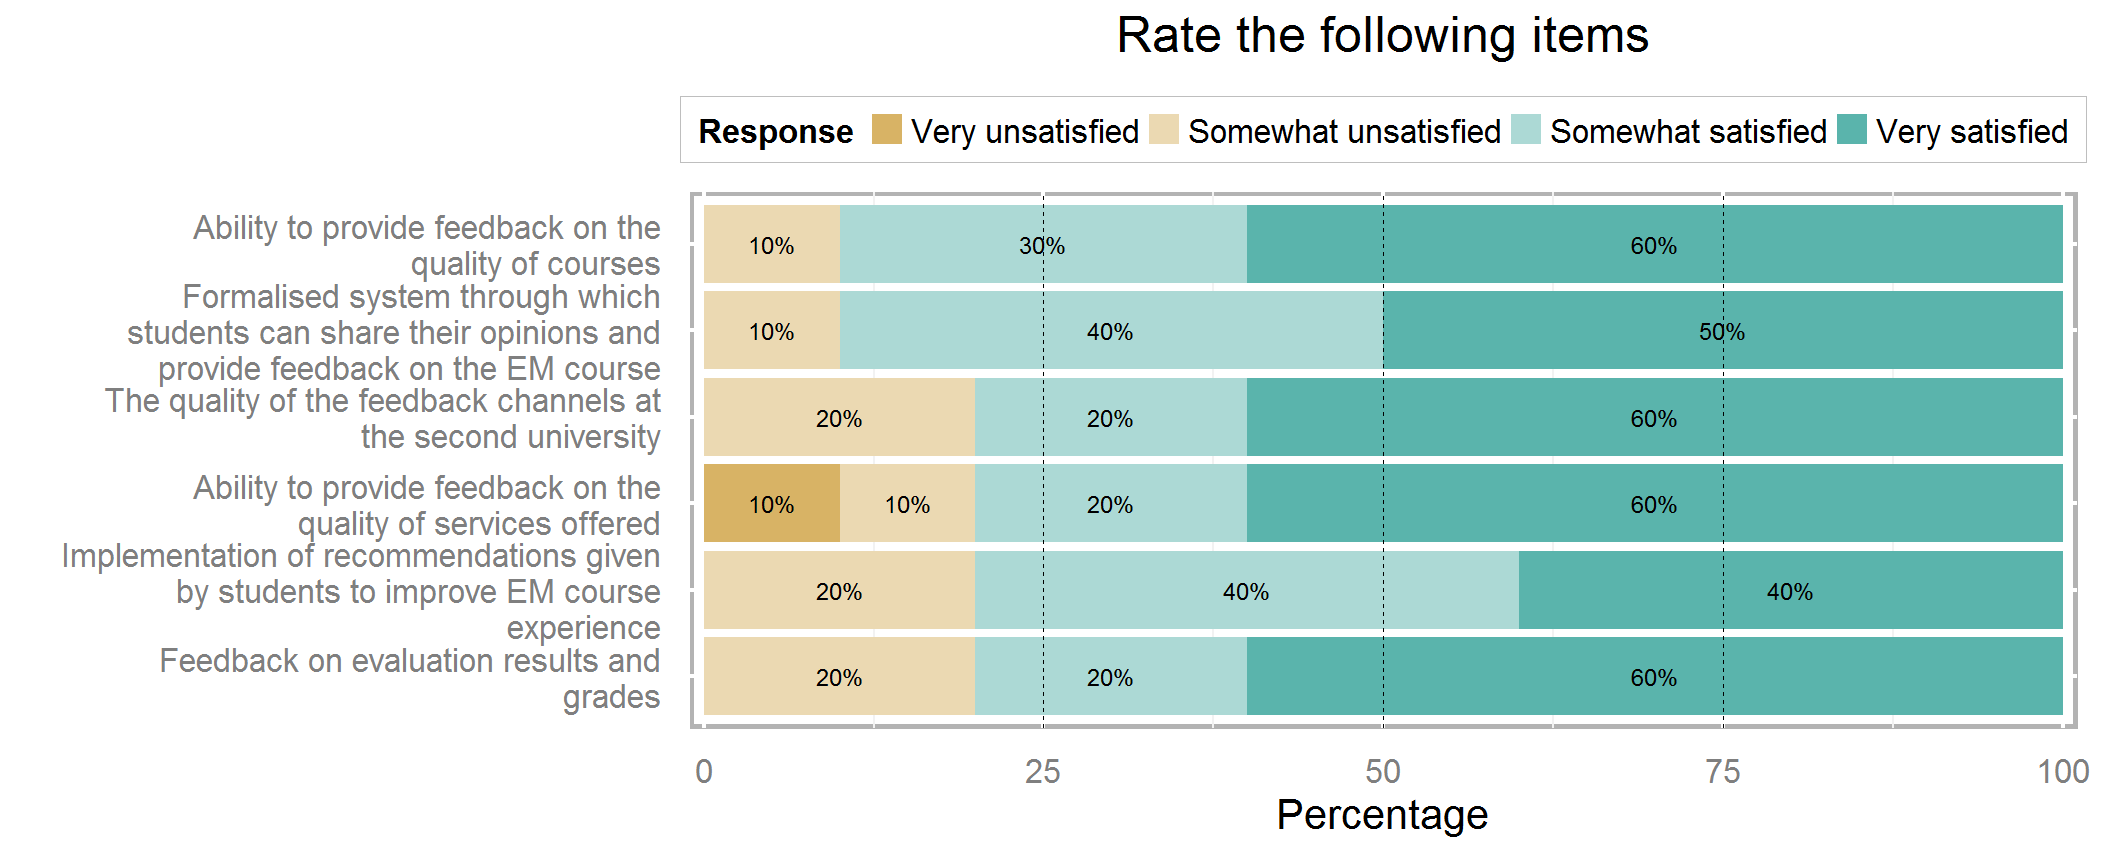 Rate the following items
Response Very unsatisfied Somewhat unsatisfied Somewhat satisfied Very satisfied
Ability to provide feedback on the
quality of courses
10% 30% 60%
Formalised system through which
students can share their opinions and
provide feedback on the EM course
10% 40% 50%
The quality of the feedback channels at
the second university
20% 20% 60%
Ability to provide feedback on the
quality of services offered
10% 10% 20% 60%
Implementation of recommendations given
by students to improve EM course
experience
20% 40% 40%
Feedback on evaluation results and
grades
20% 20% 60%
0 25 50 75 100
Percentage